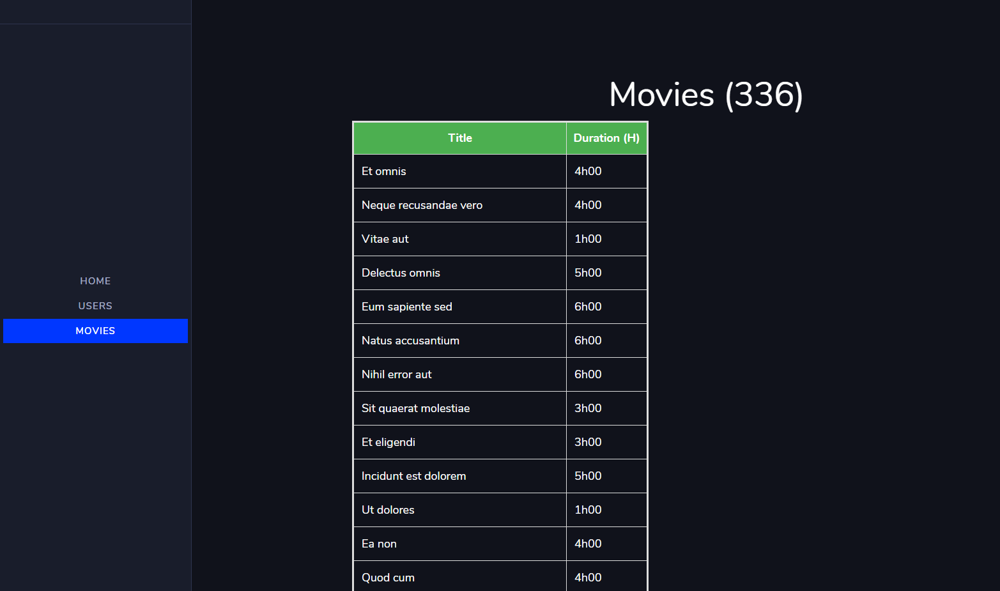 HOME
USERS
MOVIES
Movies (336)
Title Duration (H)
Et omnis 4h00
Neque recusandae vero 4h00
Vitae aut 1h00
Delectus omnis 5h00
Eum sapiente sed 6h00
Natus accusantium 6h00
Nihil error aut 6h00
Sit quaerat molestiae 3h00
Et eligendi 3h00
Incidunt est dolorem 5h00
Ut dolores 1h00
Ea non 4h00
Quod cum 4h00